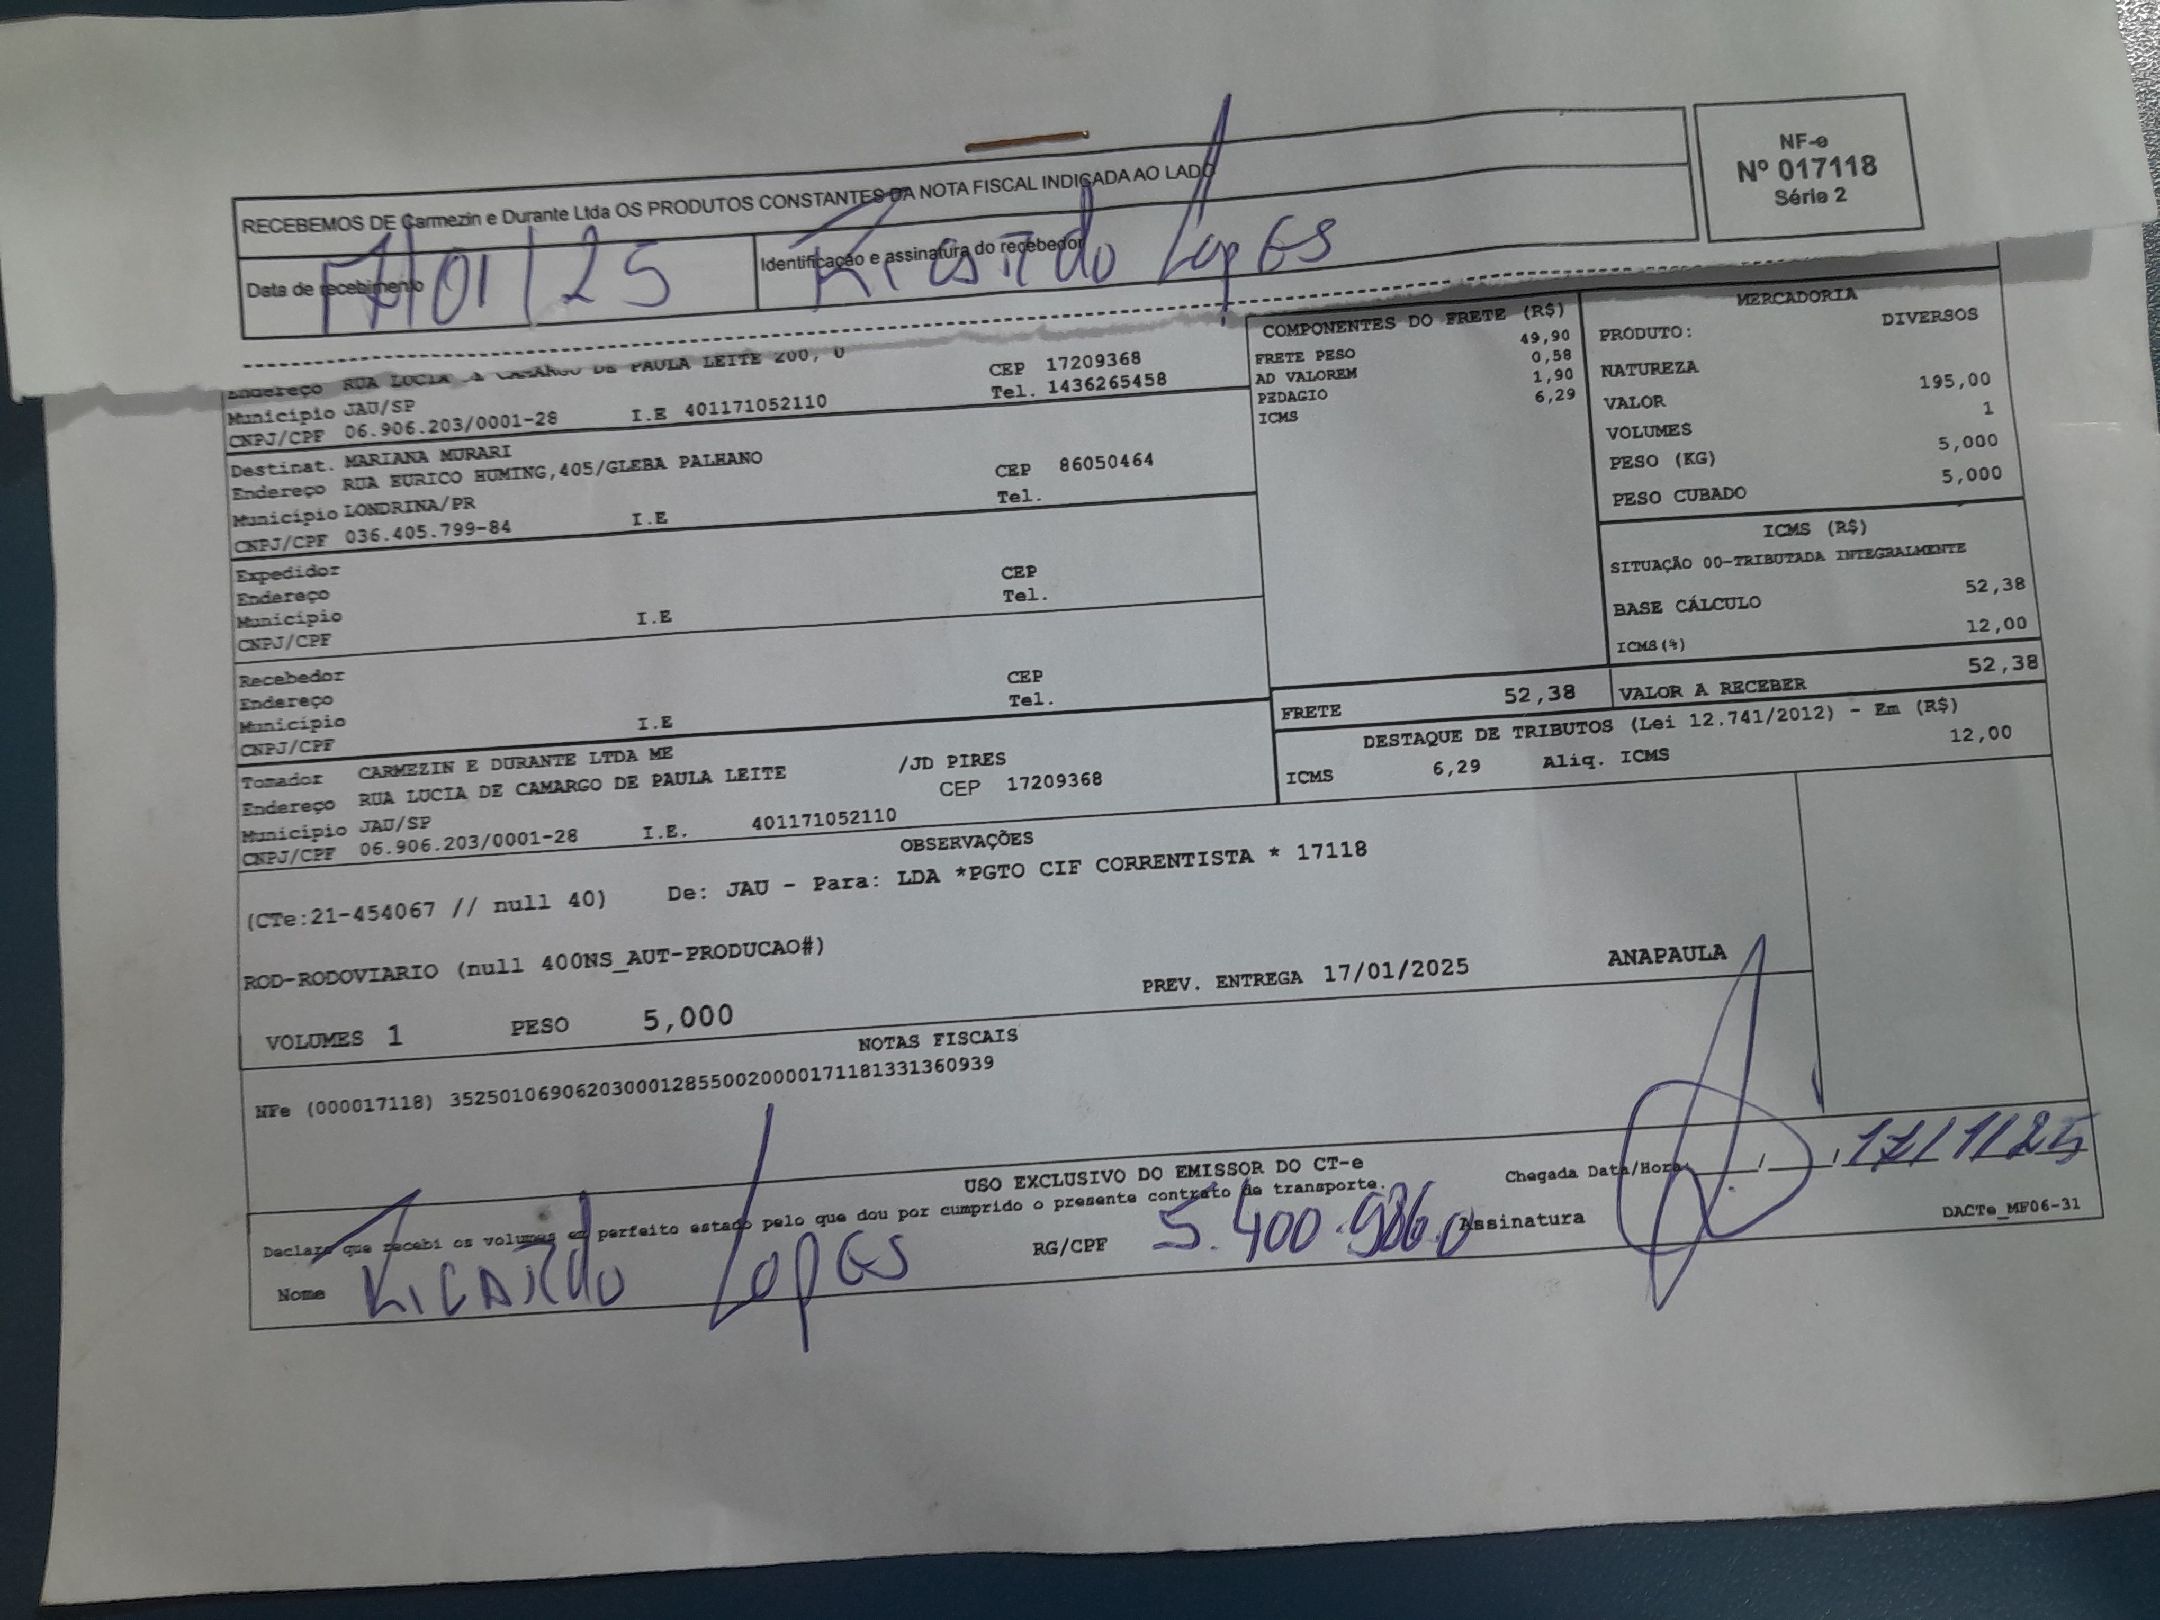 RECEBEMOS DE Carmezin e Durante Ltda OS PRODUTOS CONSTANTES DA NOTA FISCAL INDICADA AO LADO
NF-e
Nº 017118
Série 2
Data de recebimento
17/01/25
Identificação e assinatura do recebedor
Ricardo Lopes
Endereço RUA LUCIA CAMARGO DE PAULA LEITE 200, 0
CEP 17209368
Município JAU/SP
Tel. 1436265458
CNPJ/CPF 06.906.203/0001-28 I.E 401171052110
Destinat. MARIANA MURARI
Endereço RUA EURICO HUMING,405/GLEBA PALHANO CEP 86050464
Município LONDRINA/PR Tel.
CNPJ/CPF 036.405.799-84 I.E
Expedidor
Endereço CEP
Município Tel.
CNPJ/CPF I.E
Recebedor
Endereço CEP
Município Tel.
CNPJ/CPF I.E
Tomador CARMEZIN E DURANTE LTDA ME
Endereço RUA LUCIA DE CAMARGO DE PAULA LEITE /JD PIRES
Município JAU/SP CEP 17209368
CNPJ/CPF 06.906.203/0001-28 I.E. 401171052110
COMPONENTES DO FRETE (R$)
FRETE PESO 49,90
AD VALOREM 0,58
PEDAGIO 1,90
ICMS 6,29
MERCADORIA
PRODUTO: DIVERSOS
NATUREZA
VALOR 195,00
VOLUMES 1
PESO (KG) 5,000
PESO CUBADO 5,000
ICMS (R$)
SITUAÇÃO 00-TRIBUTADA INTEGRALMENTE
BASE CÁLCULO 52,38
ICMS(%) 12,00
FRETE 52,38 VALOR A RECEBER 52,38
DESTAQUE DE TRIBUTOS (Lei 12.741/2012) - Em (R$)
ICMS 6,29 Aliq. ICMS 12,00
OBSERVAÇÕES
(CTe:21-454067 // null 40) De: JAU - Para: LDA *PGTO CIF CORRENTISTA * 17118
ROD-RODOVIARIO (null 400NS_AUT-PRODUCAO#)
VOLUMES 1 PESO 5,000 PREV. ENTREGA 17/01/2025 ANAPAULA
NOTAS FISCAIS
NFe (000017118) 35250106906203000128550020000171181331360939
USO EXCLUSIVO DO EMISSOR DO CT-e
Declaro que recebi os volumes em perfeito estado pelo que dou por cumprido o presente contrato de transporte.
Chegada Data/Hora ____/____/ 17/1/25
Nome Ricardo Lopes RG/CPF Assinatura
DACTe_MF06-31